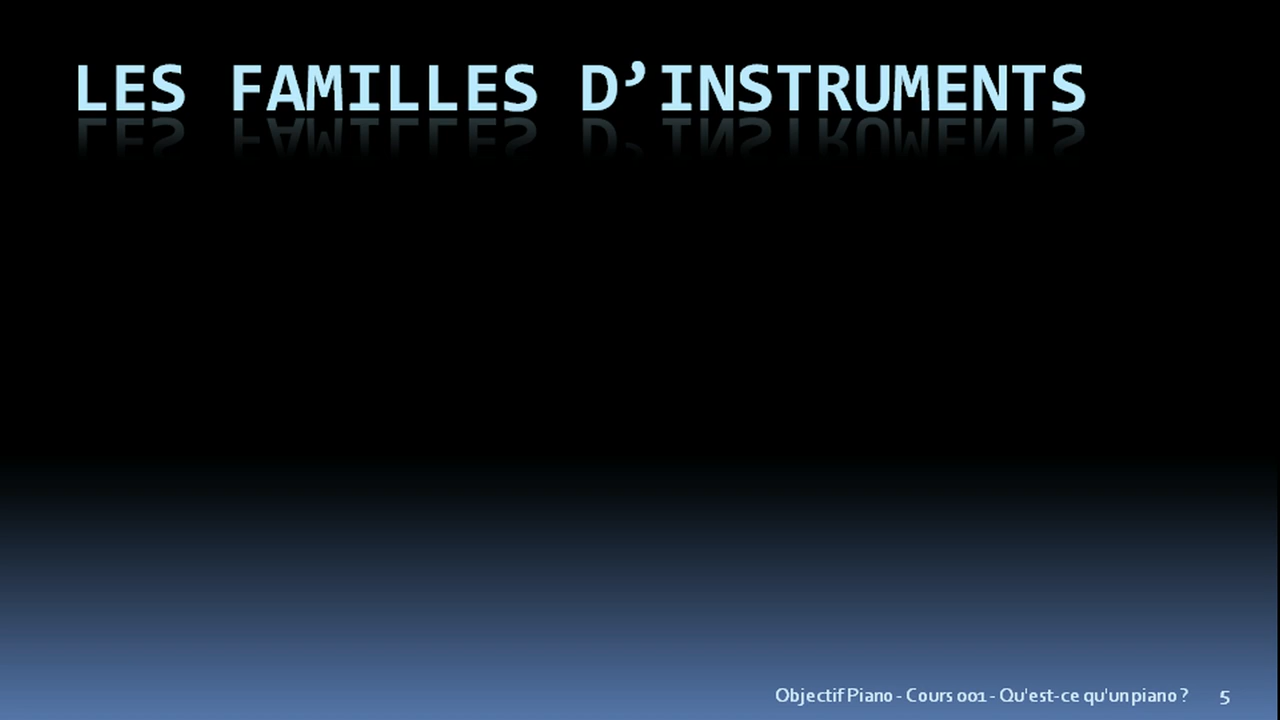 LES FAMILLES D’INSTRUMENTS
Objectif Piano - Cours 001 - Qu'est-ce qu'un piano ? 5